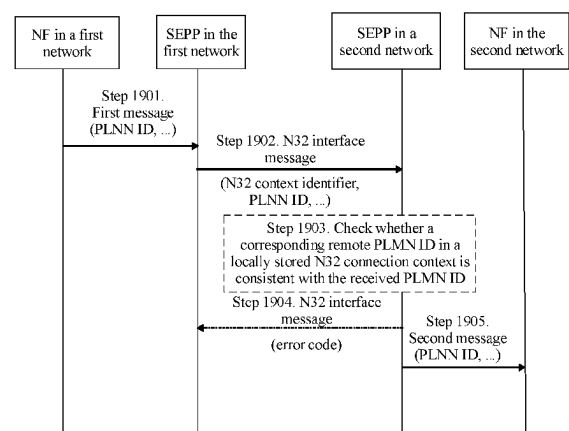 NF in a first
network
SEPP in the
first network
SEPP in a
second network
NF in the
second network
Step 1901.
First message
(PLNN ID, ...)
Step 1902. N32 interface
message
(N32 context identifier,
PLNN ID, ...)
Step 1903. Check whether a
corresponding remote PLMN ID in a
locally stored N32 connection context is
consistent with the received PLMN ID
Step 1904. N32 interface
message
(error code)
Step 1905.
Second message
(PLNN ID, ...)